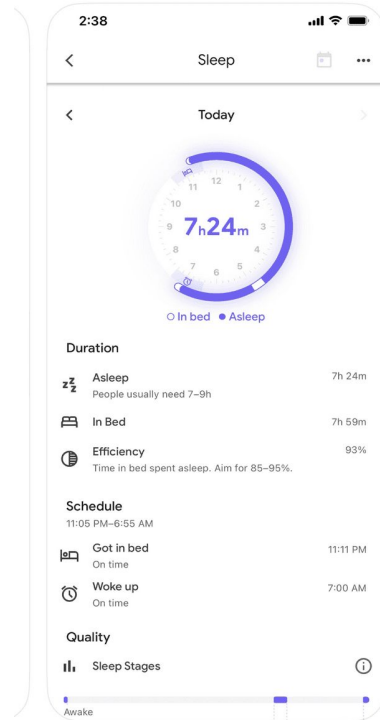 2:38
Sleep
Today
12
11
1
10
2
9
7h24m
3
8
4
7
6
5
In bed
Asleep
Duration
Asleep
7h 24m
People usually need 7–9h
In Bed
7h 59m
Efficiency
93%
Time in bed spent asleep. Aim for 85–95%.
Schedule
11:05 PM–6:55 AM
Got in bed
11:11 PM
On time
Woke up
7:00 AM
On time
Quality
Sleep Stages
Awake